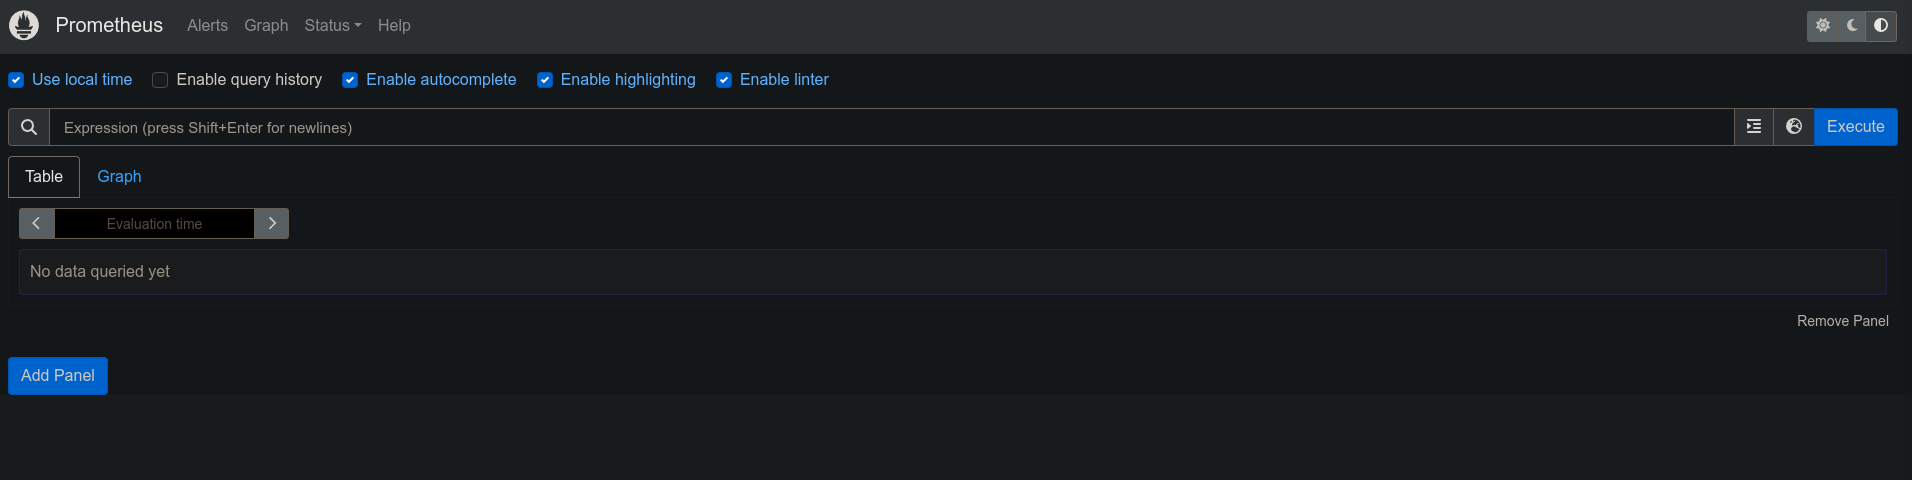 Prometheus Alerts Graph Status Help
Use local time Enable query history Enable autocomplete Enable highlighting Enable linter
Expression (press Shift+Enter for newlines) Execute
Table Graph
Evaluation time
No data queried yet
Remove Panel
Add Panel